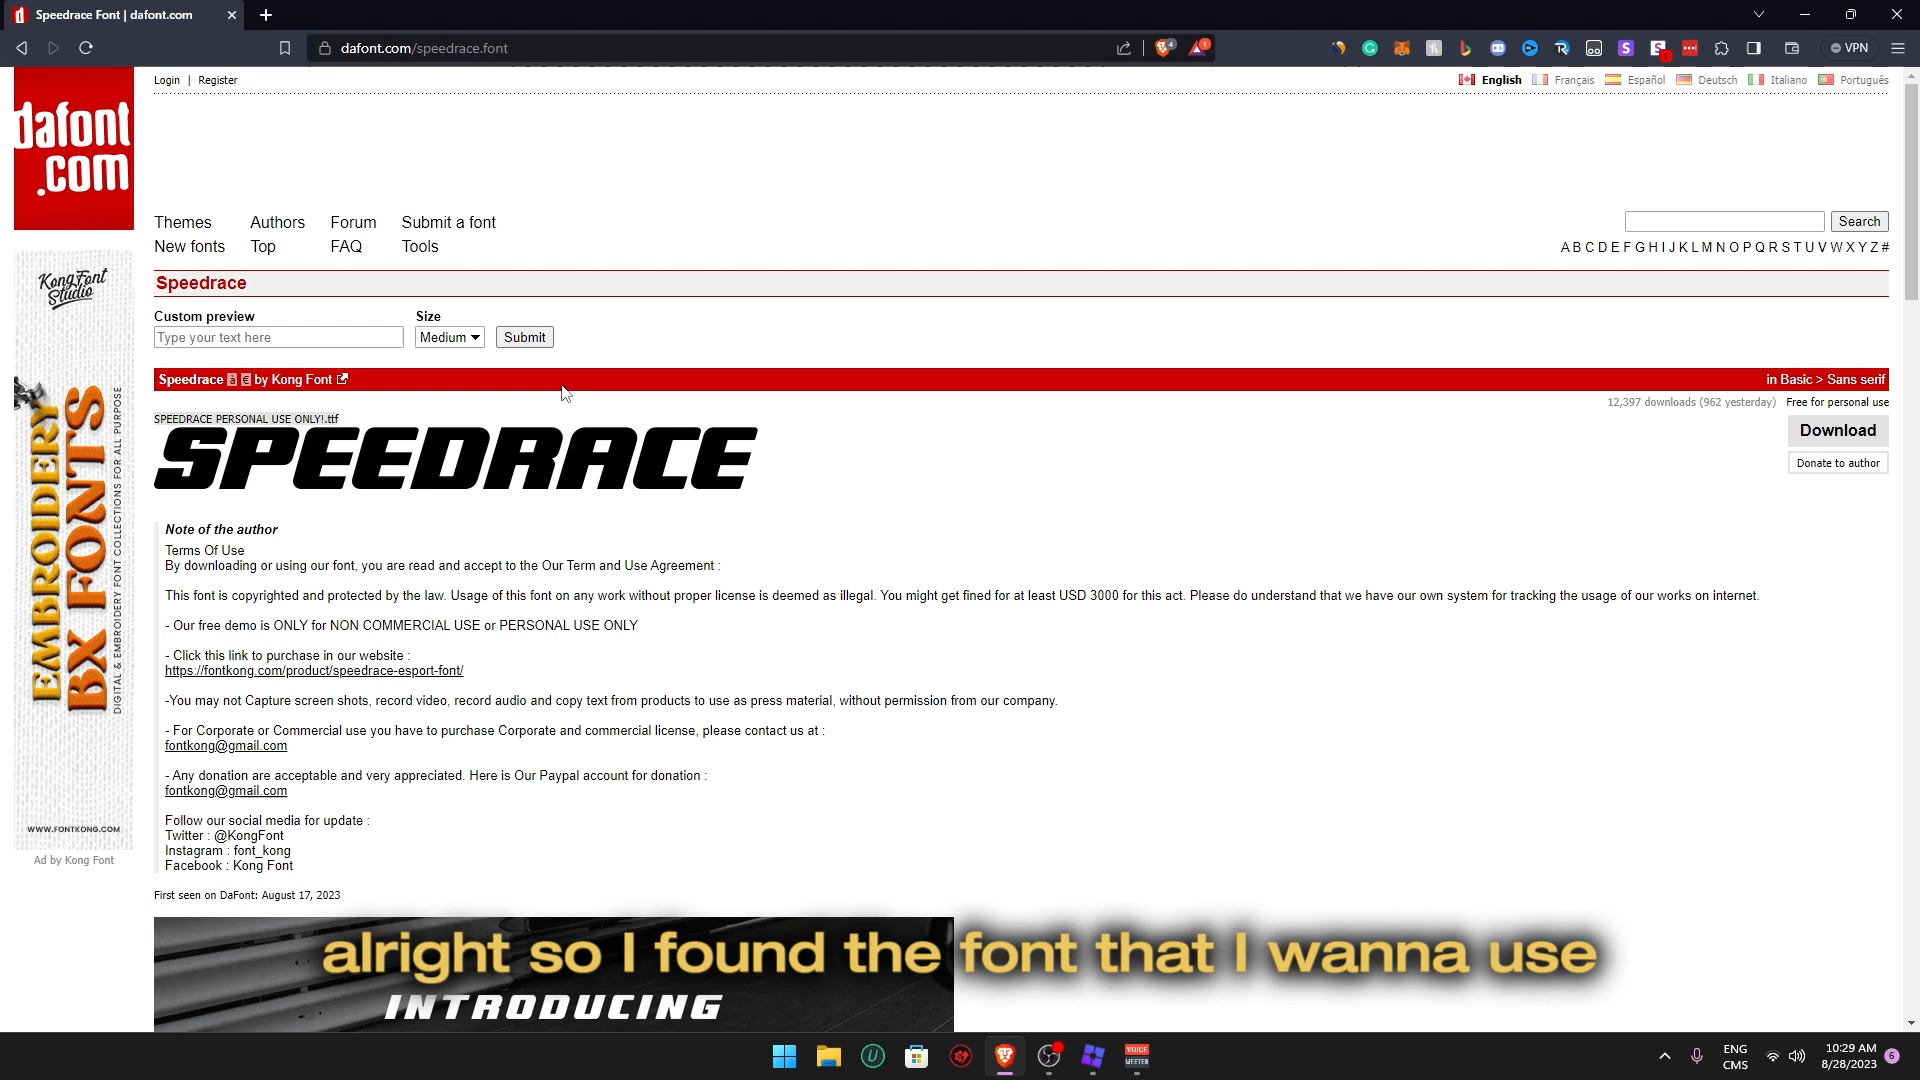 Speedrace Font | dafont.com
dafont.com/speedrace.font
VPN
dafont
.com
Login | Register
English Français Español Deutsch Italiano Português
Themes Authors Forum Submit a font
New fonts Top FAQ Tools
Search
A B C D E F G H I J K L M N O P Q R S T U V W X Y Z #
Speedrace
Custom preview Size
Type your text here Medium Submit
Speedrace à € by Kong Font in Basic > Sans serif
12,397 downloads (962 yesterday) Free for personal use
Download
Donate to author
SPEEDRACE PERSONAL USE ONLY!.ttf
SPEEDRACE
Note of the author
Terms Of Use
By downloading or using our font, you are read and accept to the Our Term and Use Agreement :
This font is copyrighted and protected by the law. Usage of this font on any work without proper license is deemed as illegal. You might get fined for at least USD 3000 for this act. Please do understand that we have our own system for tracking the usage of our works on internet.
- Our free demo is ONLY for NON COMMERCIAL USE or PERSONAL USE ONLY
- Click this link to purchase in our website :
https://fontkong.com/product/speedrace-esport-font/
-You may not Capture screen shots, record video, record audio and copy text from products to use as press material, without permission from our company.
- For Corporate or Commercial use you have to purchase Corporate and commercial license, please contact us at :
fontkong@gmail.com
- Any donation are acceptable and very appreciated. Here is Our Paypal account for donation :
fontkong@gmail.com
Follow our social media for update :
Twitter : @KongFont
Instagram : font_kong
Facebook : Kong Font
First seen on DaFont: August 17, 2023
KongFont
Studio
EMBROIDERY
BX FONTS
DIGITAL & EMBROIDERY FONT COLLECTIONS FOR ALL PURPOSE
WWW.FONTKONG.COM
Ad by Kong Font
alright so I found the font that I wanna use
INTRODUCING
VOICE
MEETER
ENG
CMS
10:29 AM
8/28/2023
6